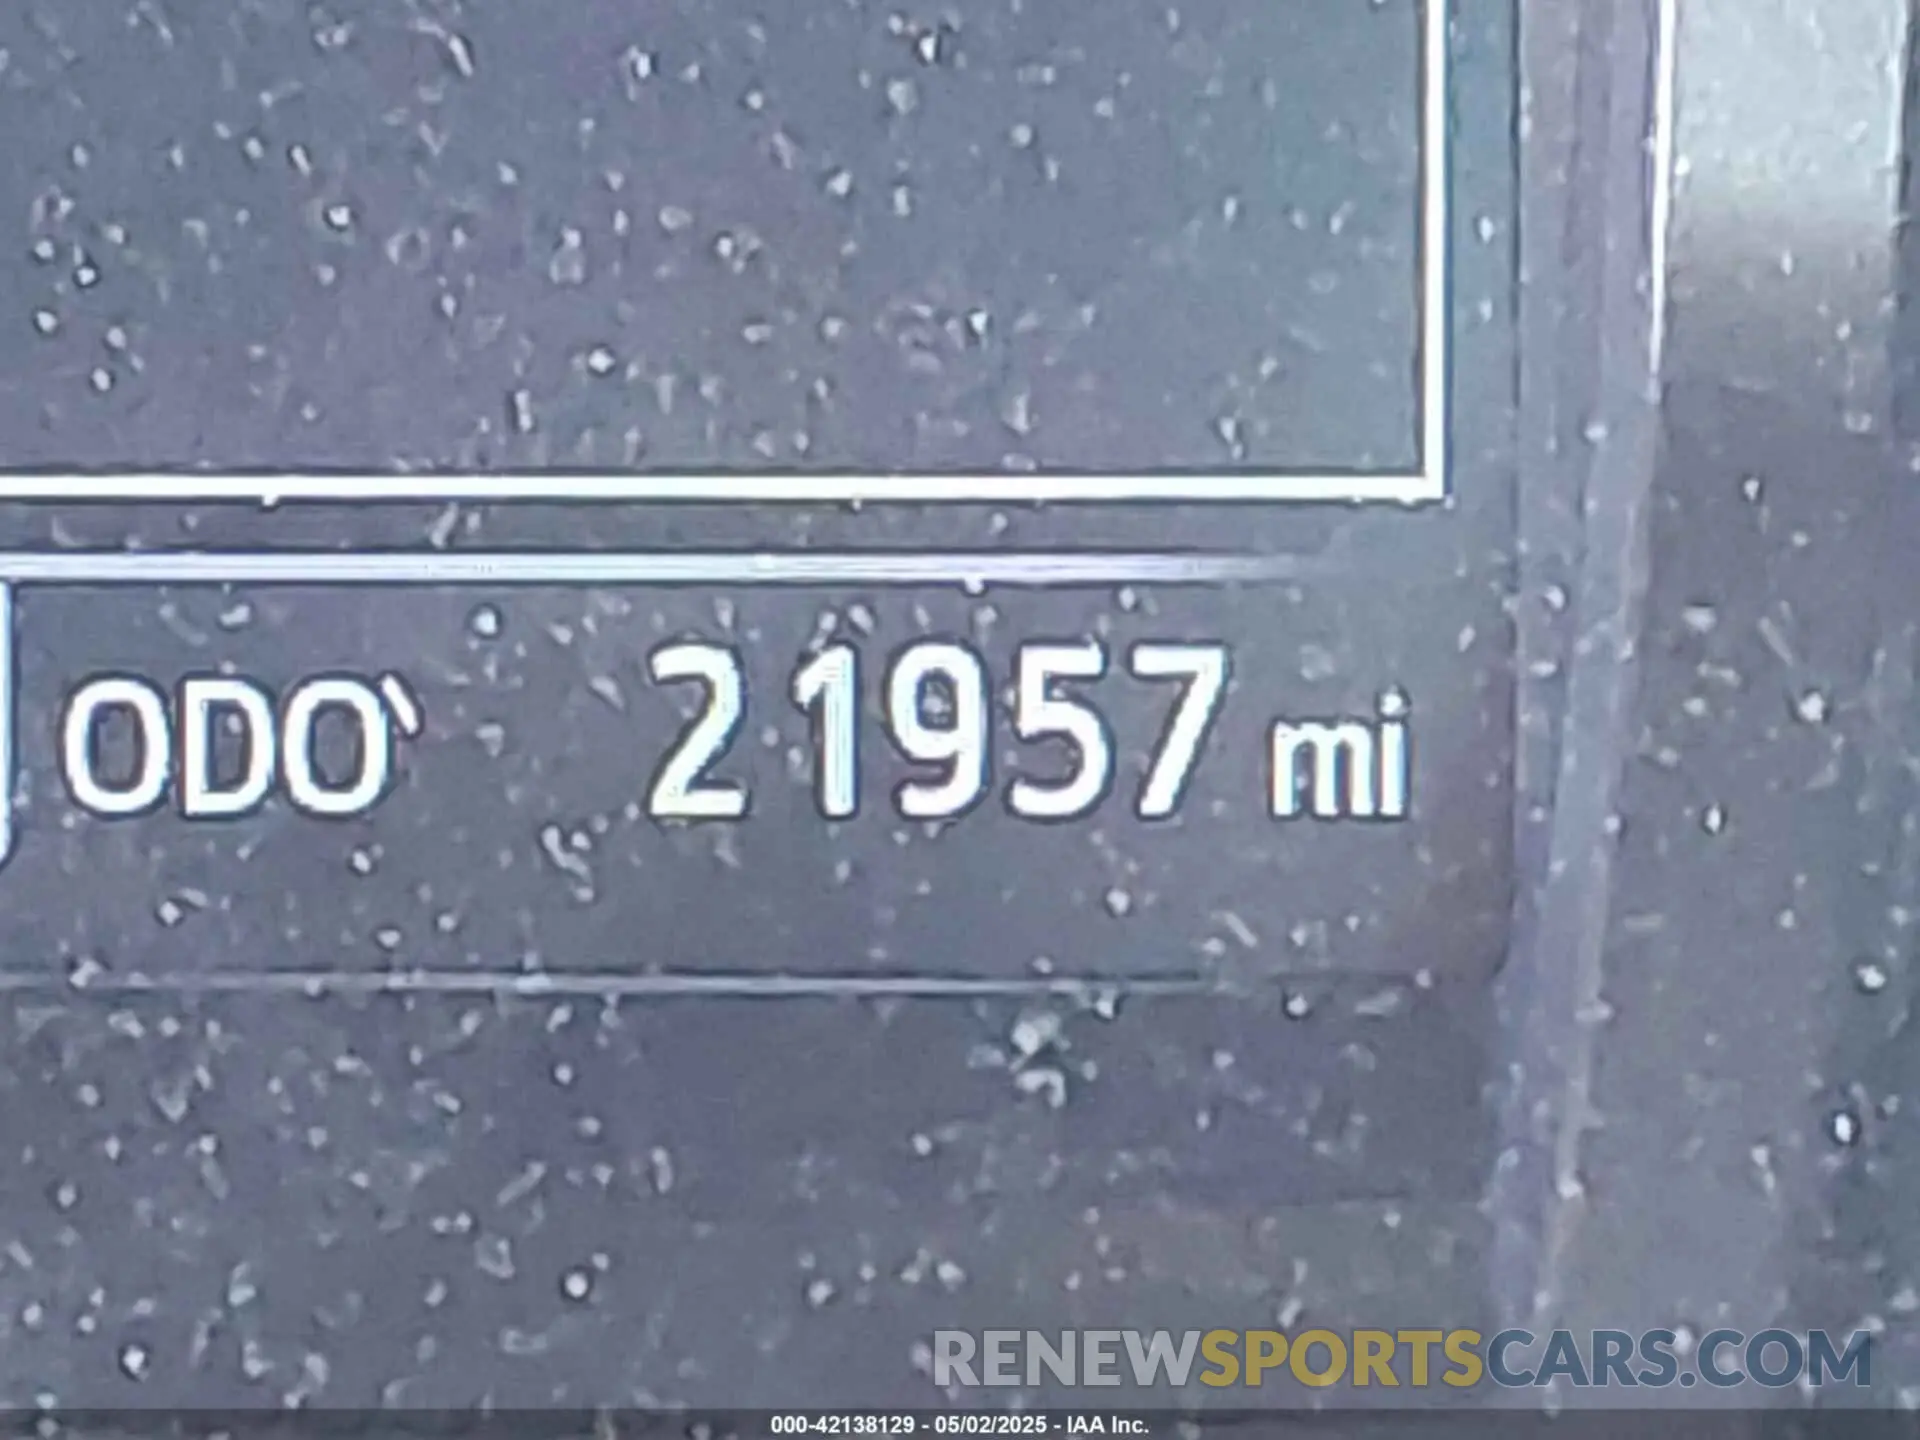 ODO 21957 mi
RENEWSPORTSCARS.COM
000-42138129 - 05/02/2025 - IAA Inc.